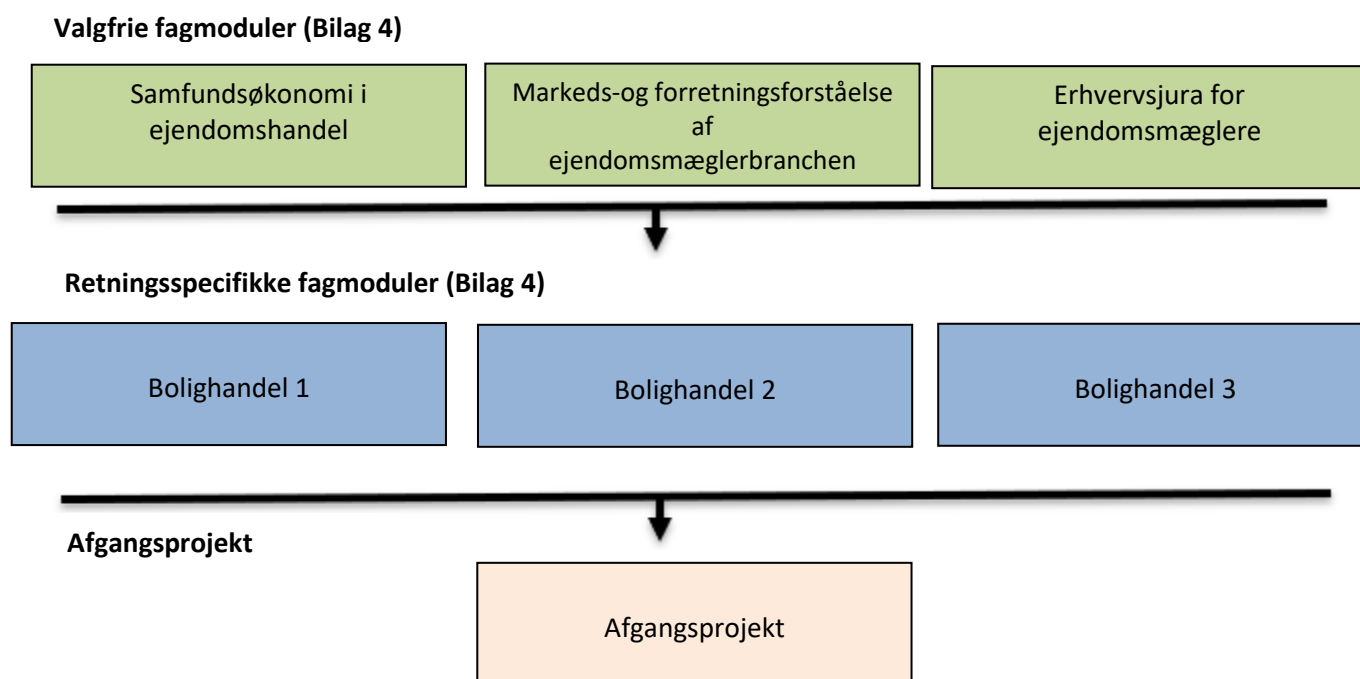 Valgfrie fagmoduler (Bilag 4)
Samfundsøkonomi i
ejendomshandel
Markeds-og forretningsforståelse
af
ejendomsmæglerbranchen
Erhvervsjura for
ejendomsmæglere
Retningsspecifikke fagmoduler (Bilag 4)
Bolighandel 1
Bolighandel 2
Bolighandel 3
Afgangsprojekt
Afgangsprojekt